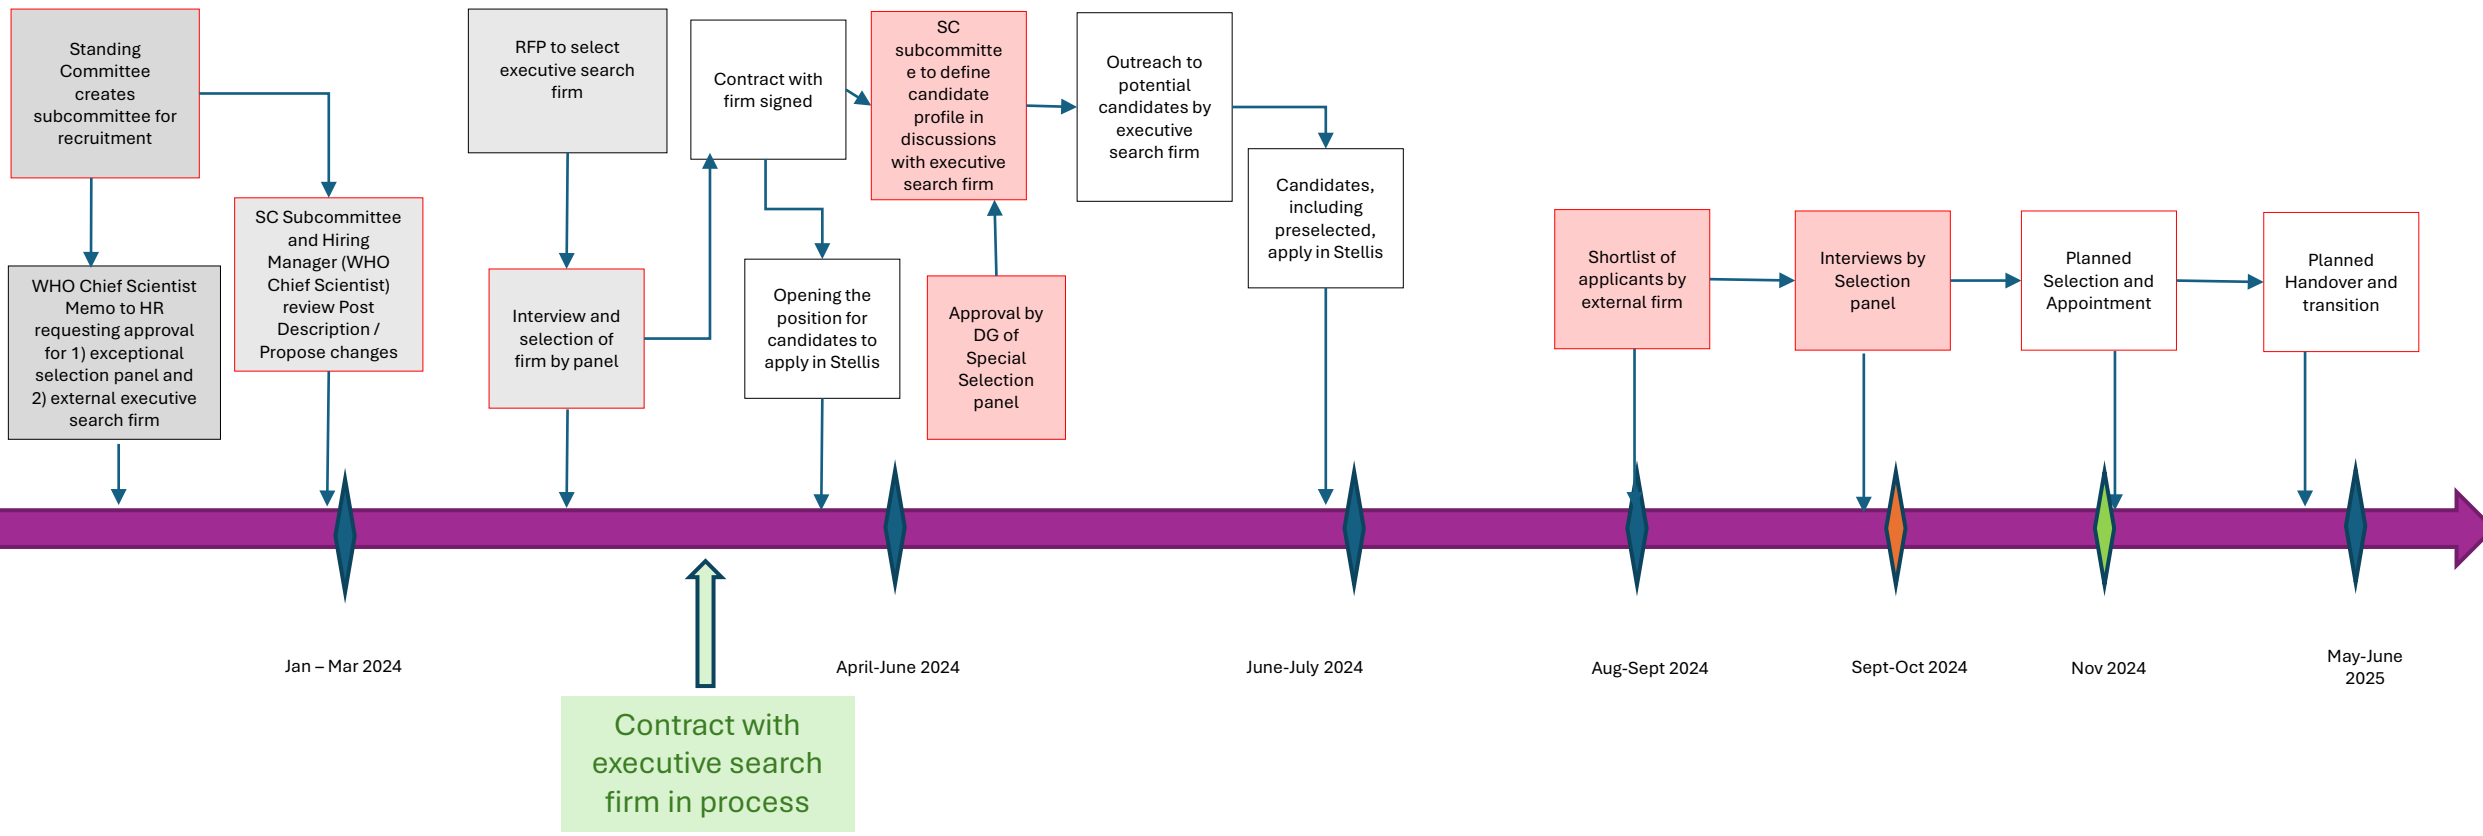 Standing
Committee
creates
subcommittee for
recruitment
WHO Chief Scientist
Memo to HR
requesting approval
for 1) exceptional
selection panel and
2) external executive
search firm
SC Subcommittee
and Hiring
Manager (WHO
Chief Scientist)
review Post
Description /
Propose changes
RFP to select
executive search
firm
Interview and
selection of
firm by panel
Contract with
firm signed
Opening the
position for
candidates to
apply in Stellis
SC
subcommitte
e to define
candidate
profile in
discussions
with executive
search firm
Approval by
DG of
Special
Selection
panel
Outreach to
potential
candidates by
executive
search firm
Candidates,
including
preselected,
apply in Stellis
Shortlist of
applicants by
external firm
Interviews by
Selection
panel
Planned
Selection and
Appointment
Planned
Handover and
transition
Jan – Mar 2024
April-June 2024
June-July 2024
Aug-Sept 2024
Sept-Oct 2024
Nov 2024
May-June
2025
Contract with
executive search
firm in process